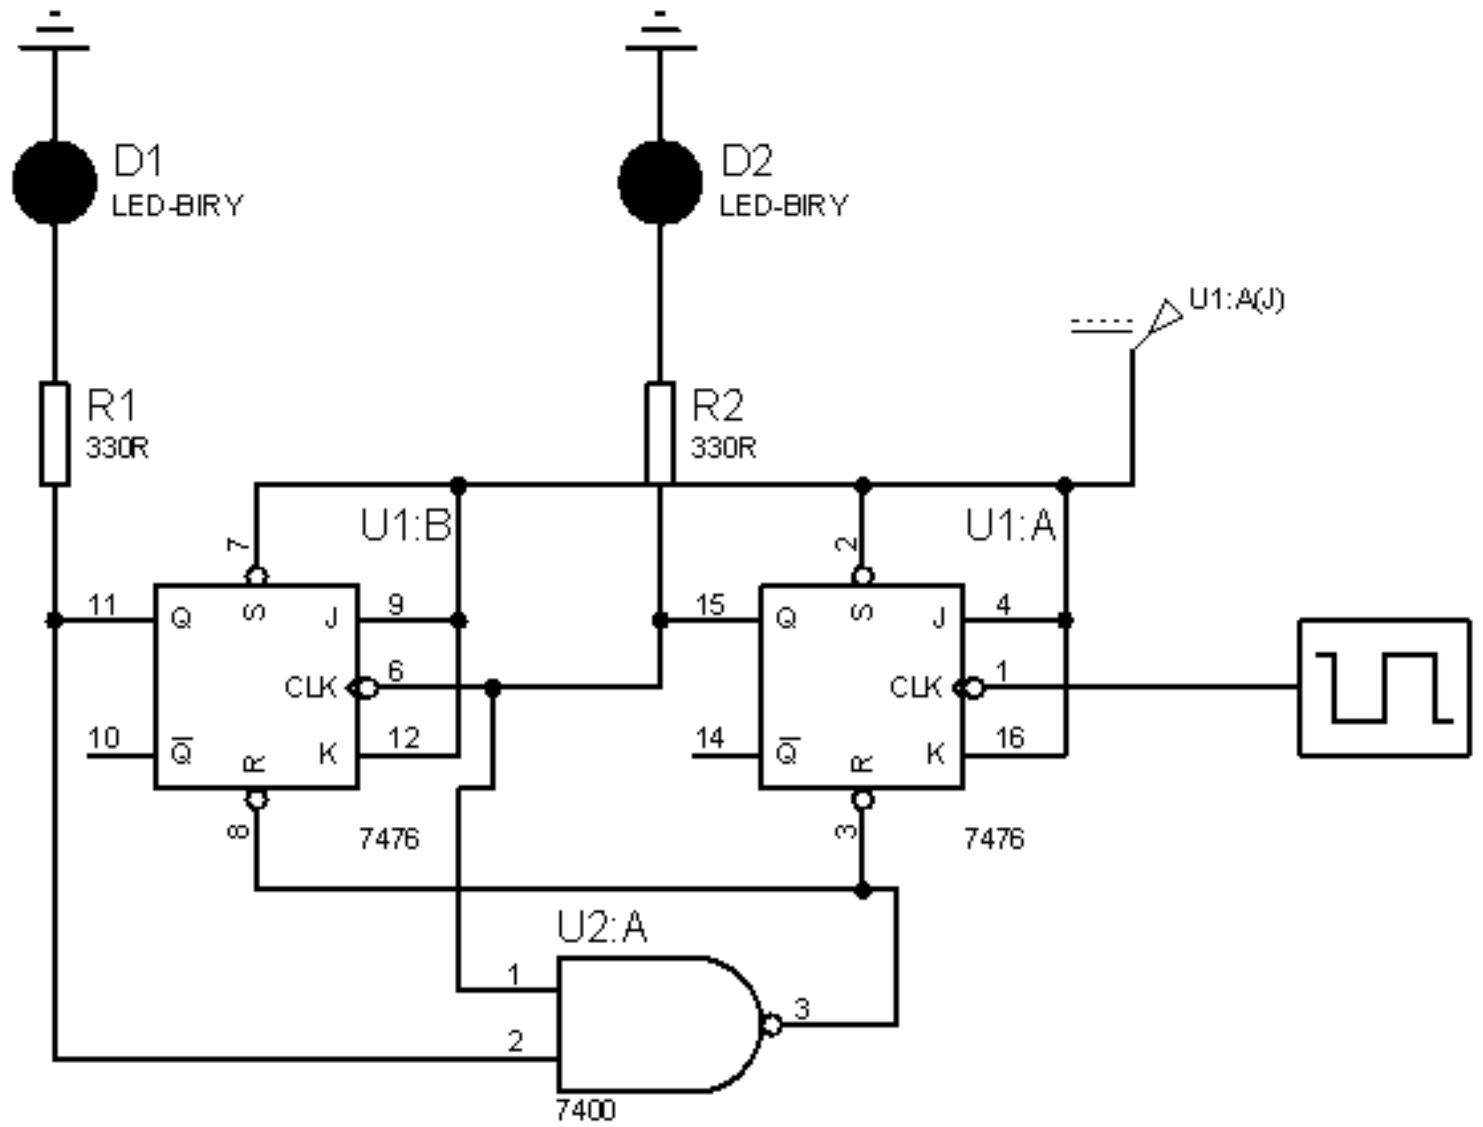 D1
LED-BIRY
D2
LED-BIRY
U1:A(J)
R1
330R
R2
330R
U1:B
U1:A
7
2
11
Q
S
J
9
15
Q
S
J
4
CLK
6
CLK
1
10
Q̅
R
K
12
14
Q̅
R
K
16
8
7476
3
7476
U2:A
1
3
2
7400